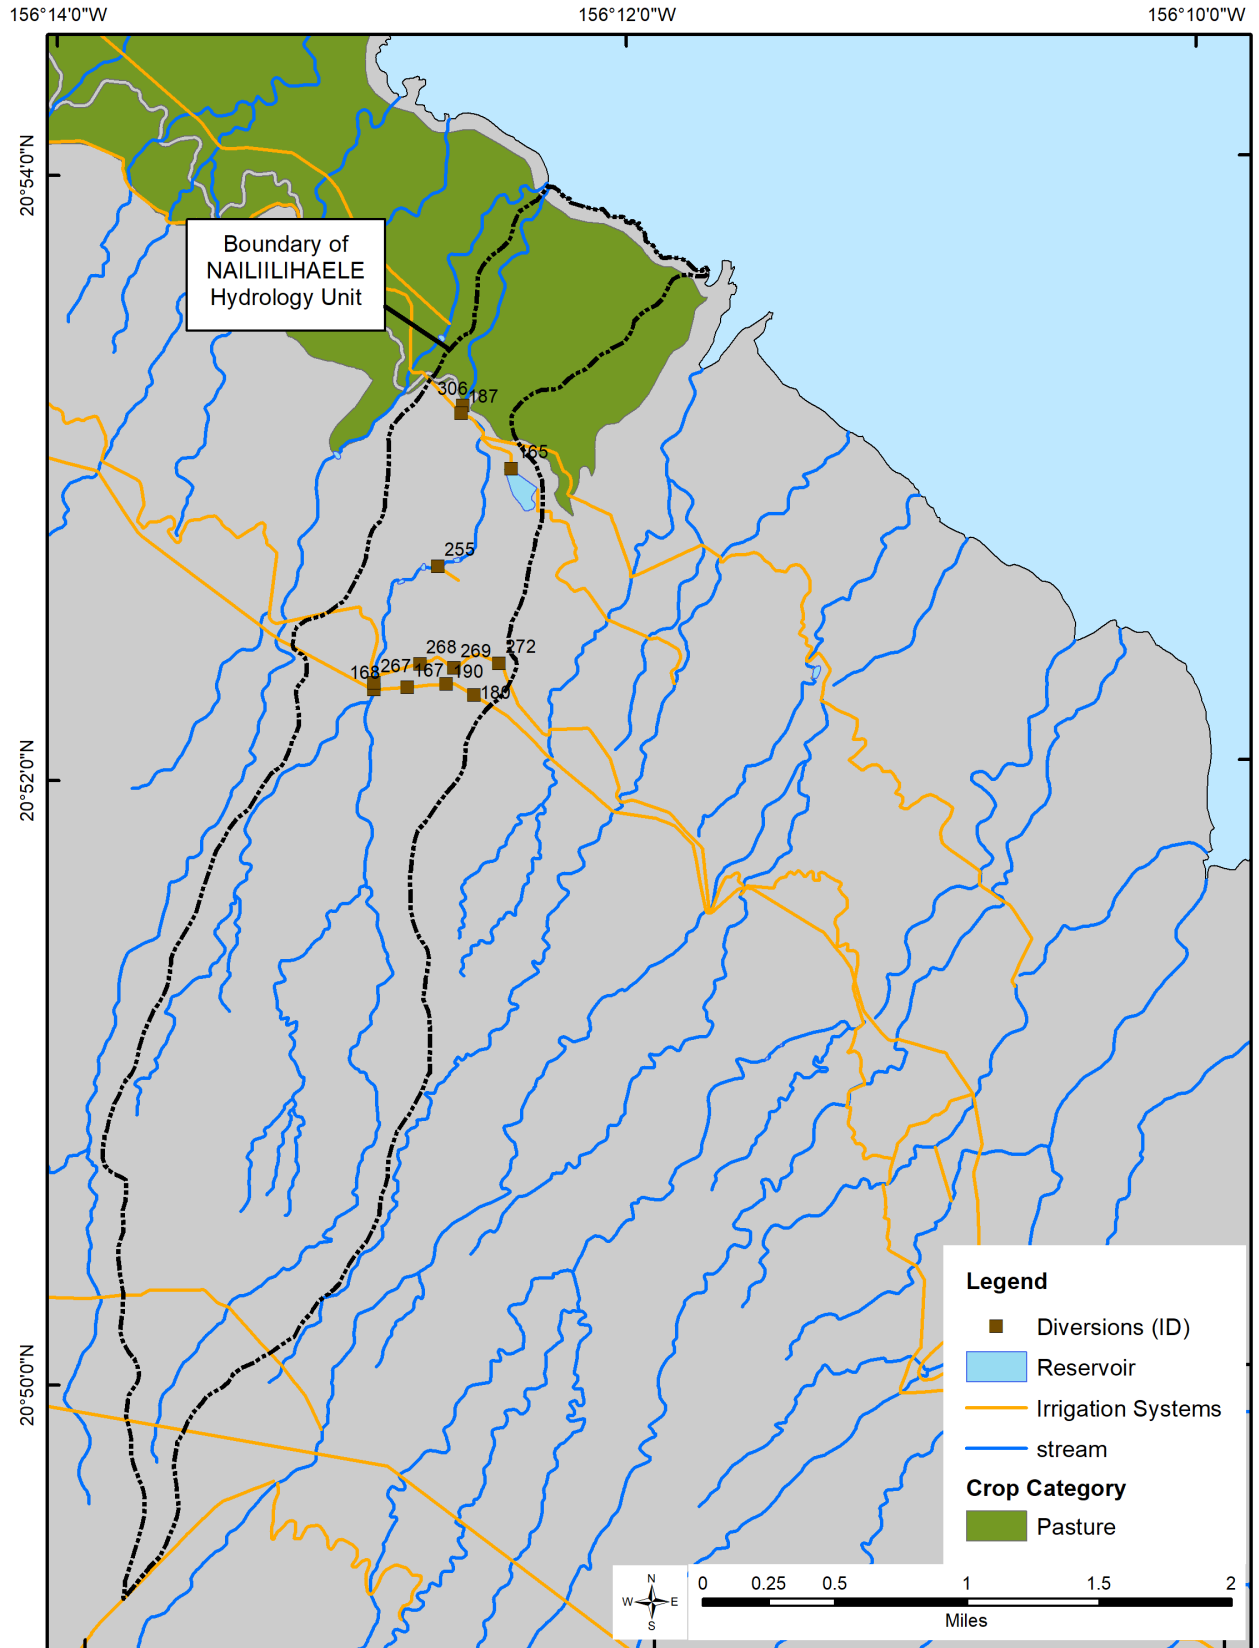 156°14'0"W
156°12'0"W
156°10'0"W
20°54'0"N
Boundary of
NAILIILIHAELE
Hydrology Unit
306
187
165
255
268
269
272
168
267
167
190
180
20°52'0"N
20°50'0"N
Legend
Diversions (ID)
Reservoir
Irrigation Systems
stream
Crop Category
Pasture
N
W
E
S
0
0.25
0.5
1
1.5
2
Miles